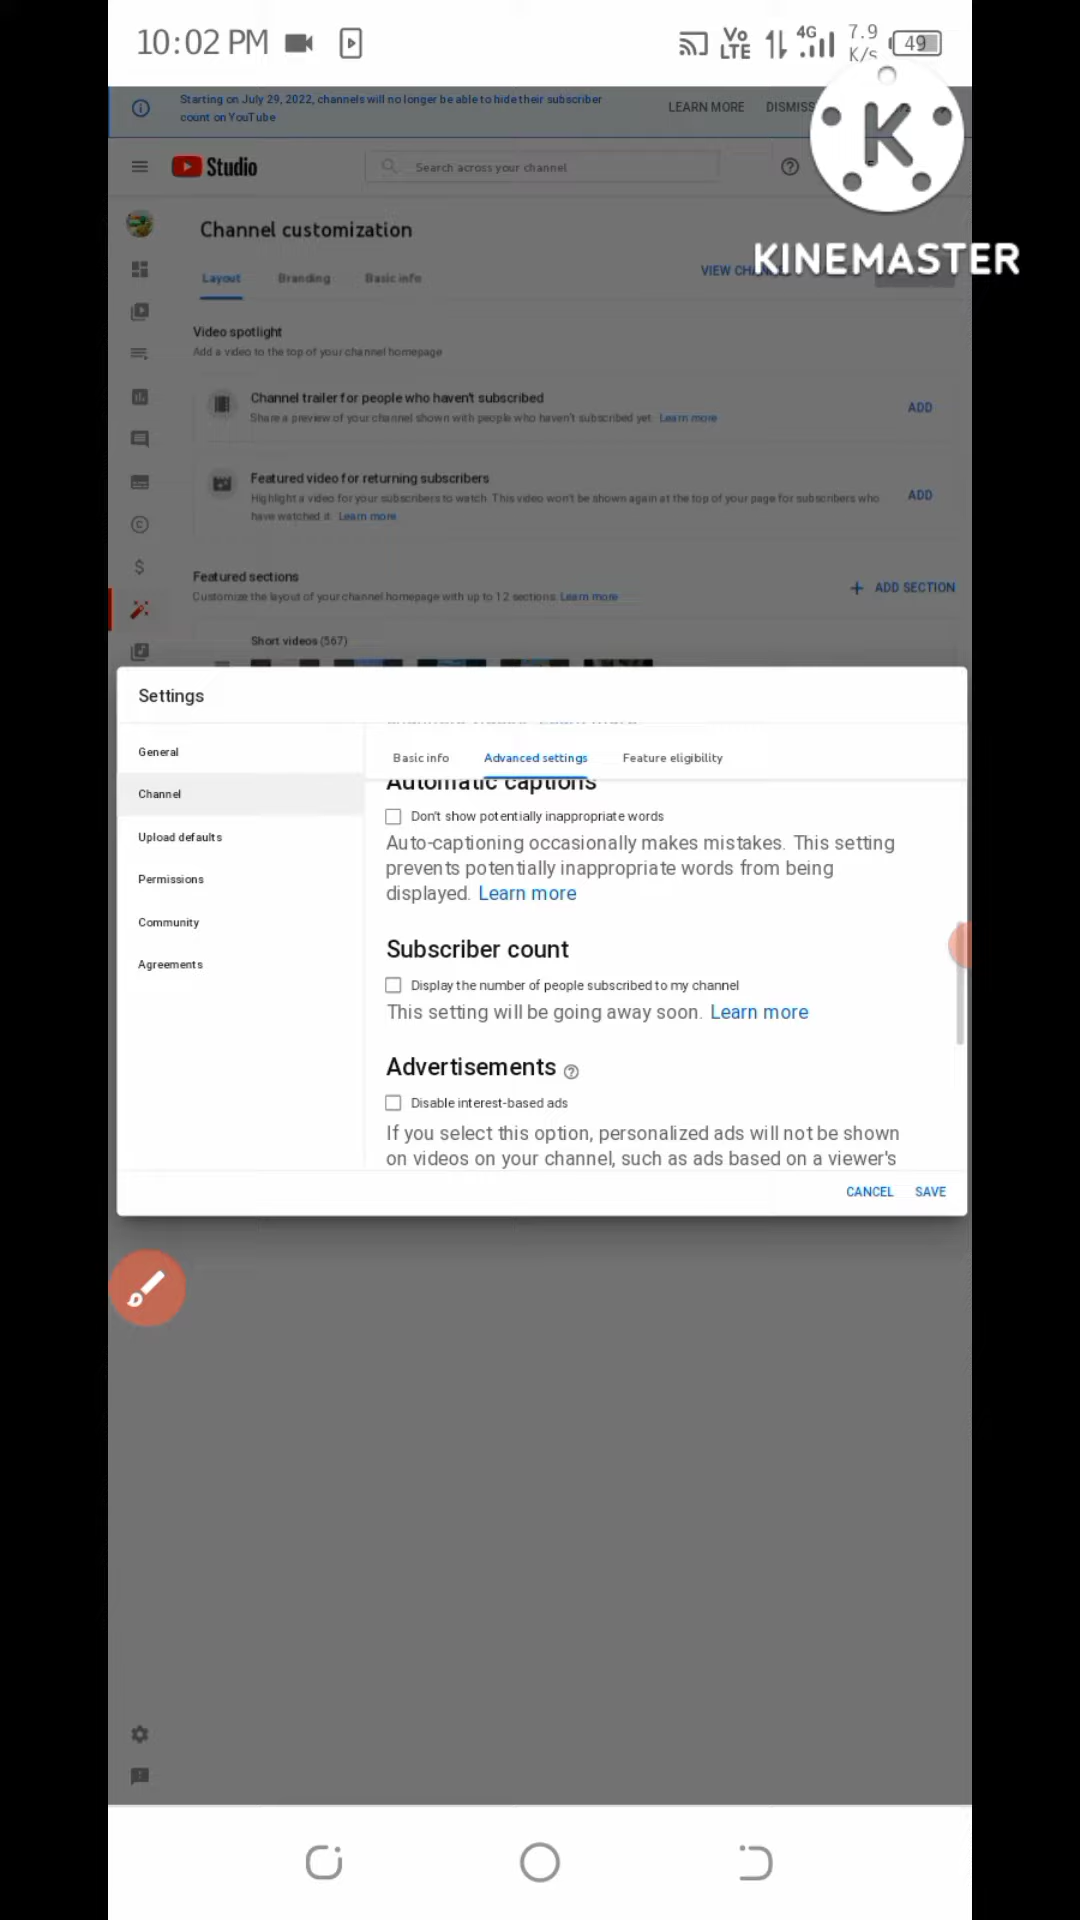 10:02 PM
Vo LTE 4G 7.9 K/s 49
Starting on July 29, 2022, channels will no longer be able to hide their subscriber
count on YouTube
LEARN MORE
K
KINEMASTER
Studio
Search across your channel
Channel customization
Layout Branding Basic info
VIEW
Video spotlight
Add a video to the top of your channel homepage
Channel trailer for people who haven't subscribed
Share a preview of your channel shown with people who haven't subscribed yet. Learn more
ADD
Featured video for returning subscribers
Highlight a video for your subscribers to watch. This video won't be shown again at the top of your page for subscribers who
have watched it. Learn more
ADD
Featured sections
Customize the layout of your channel homepage with up to 12 sections. Learn more
+ ADD SECTION
Short videos (567)
Settings
General
Channel
Upload defaults
Permissions
Community
Agreements
Basic info Advanced settings Feature eligibility
Automatic captions
Don't show potentially inappropriate words
Auto-captioning occasionally makes mistakes. This setting
prevents potentially inappropriate words from being
displayed. Learn more
Subscriber count
Display the number of people subscribed to my channel
This setting will be going away soon. Learn more
Advertisements
Disable interest-based ads
If you select this option, personalized ads will not be shown
on videos on your channel, such as ads based on a viewer's
CANCEL SAVE